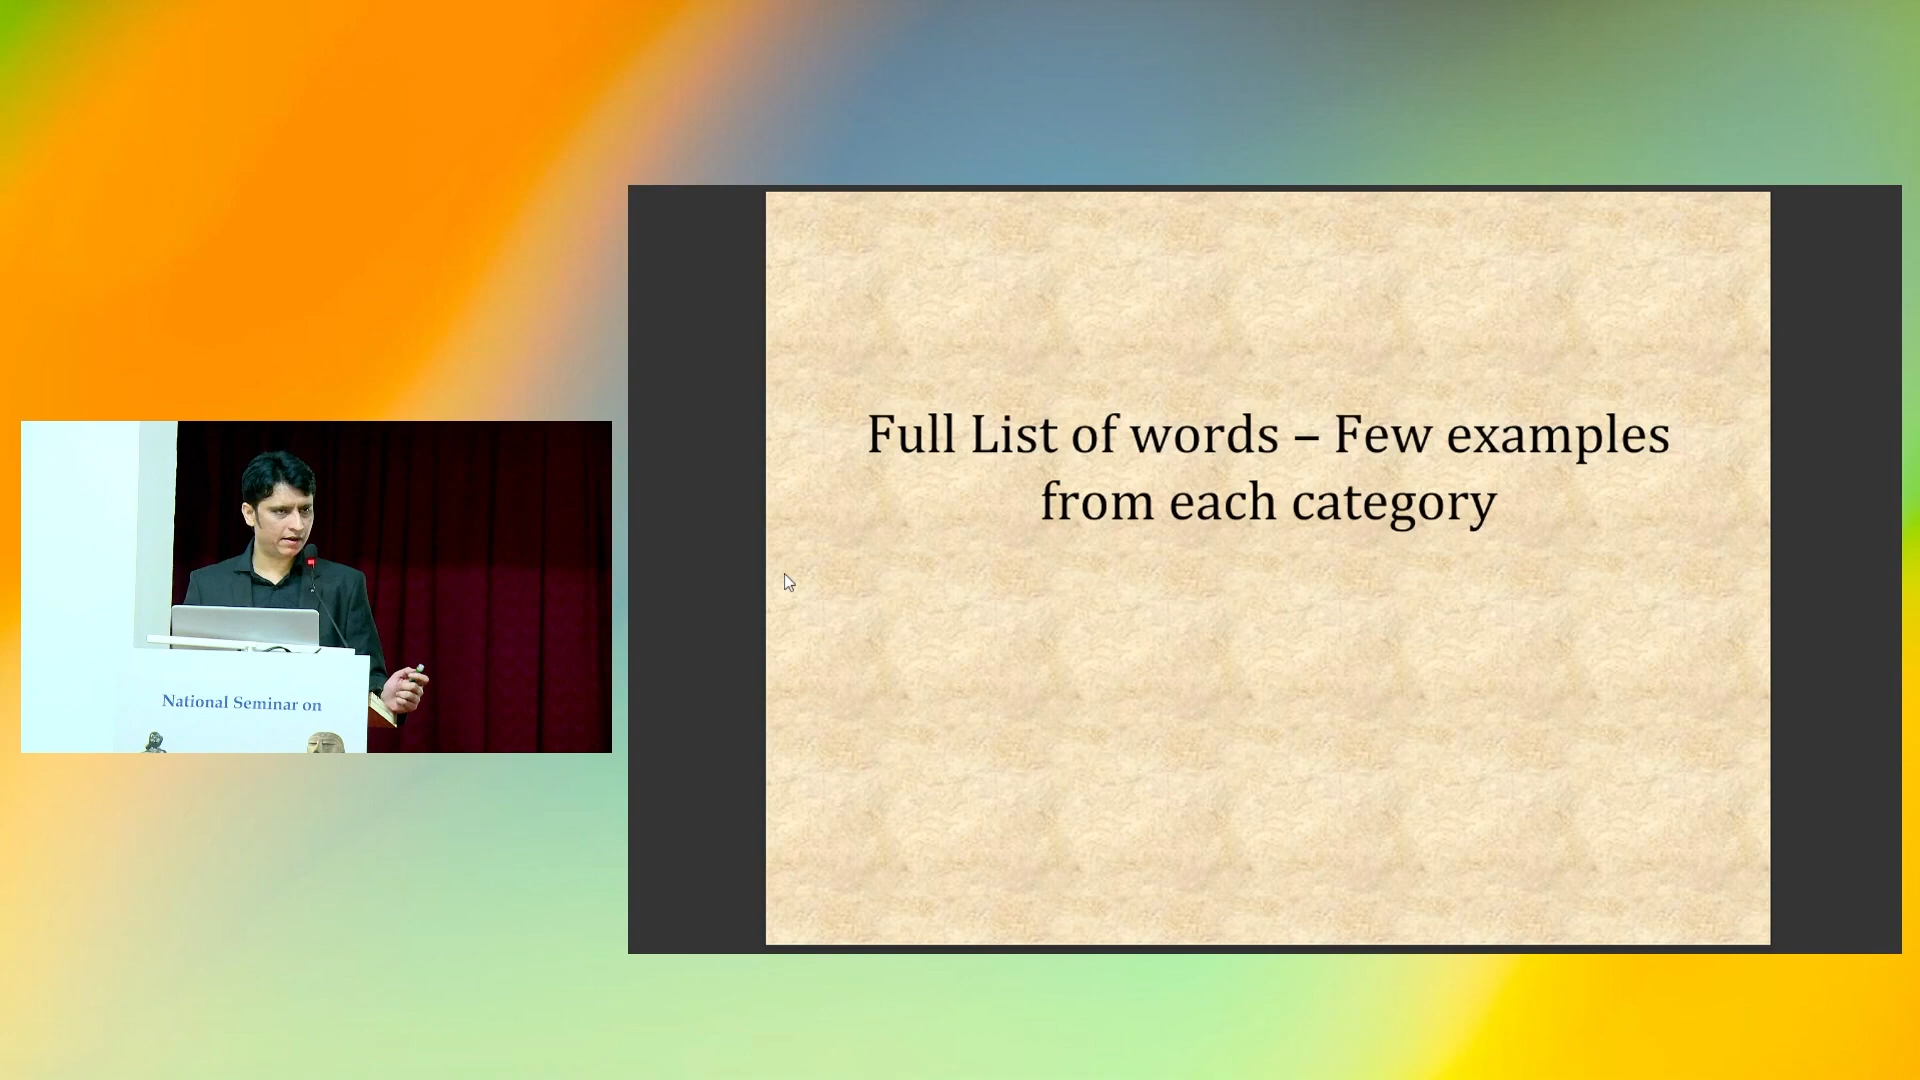 Full List of words – Few examples
from each category
National Seminar on